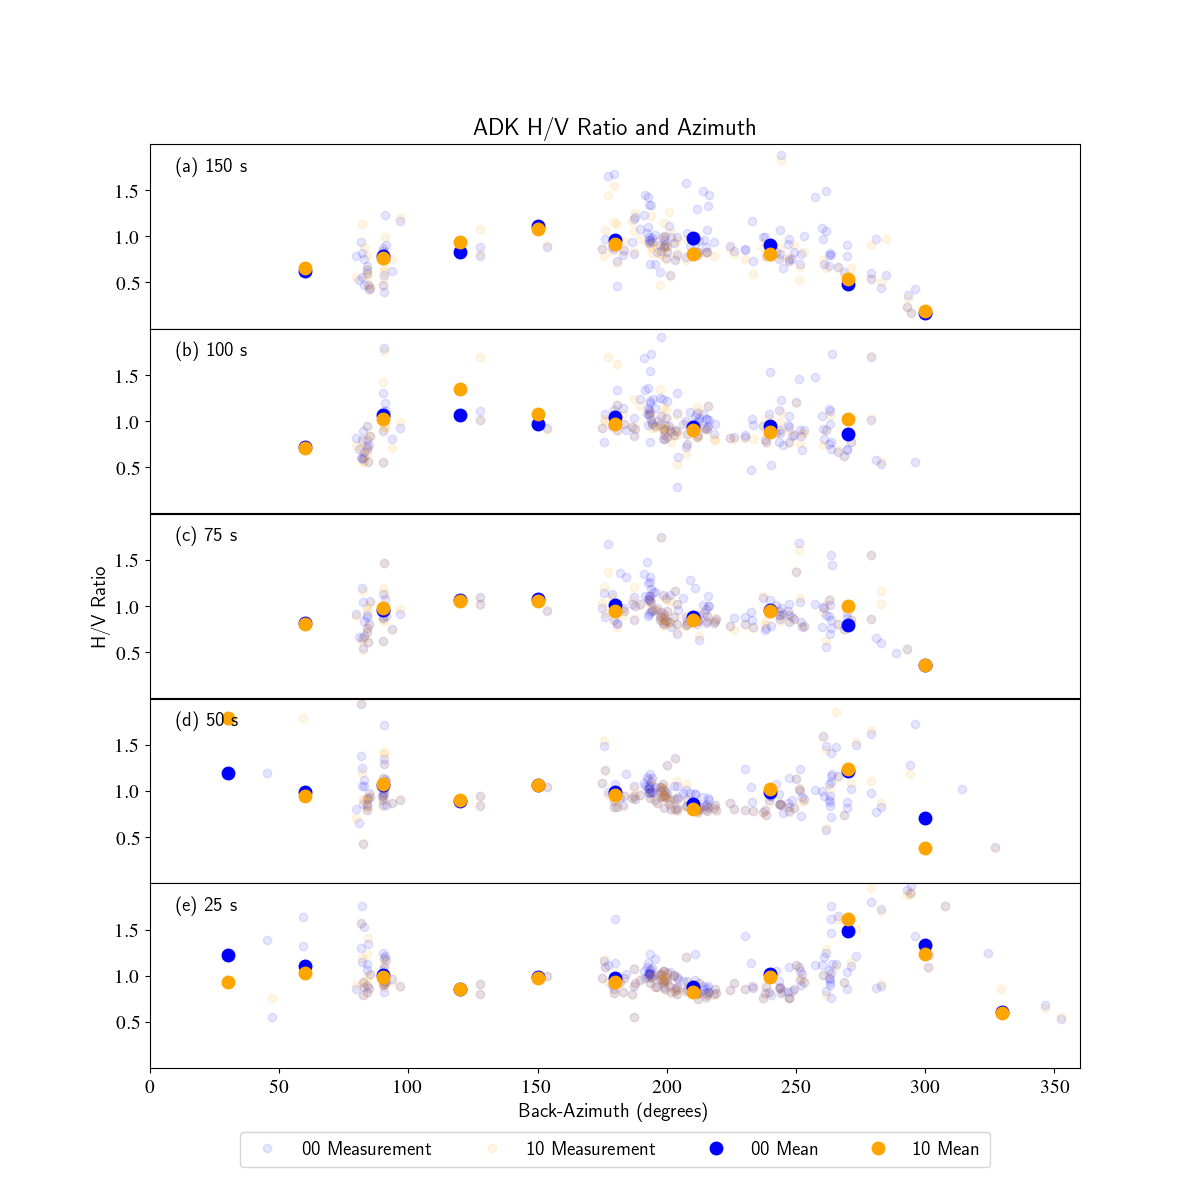 ADK H/V Ratio and Azimuth
(a) 150 s
1.5
1.0
0.5
(b) 100 s
1.5
1.0
0.5
(c) 75 s
1.5
1.0
0.5
H/V Ratio
(d) 50 s
1.5
1.0
0.5
(e) 25 s
1.5
1.0
0.5
0 50 100 150 200 250 300 350
Back-Azimuth (degrees)
00 Measurement 10 Measurement 00 Mean 10 Mean